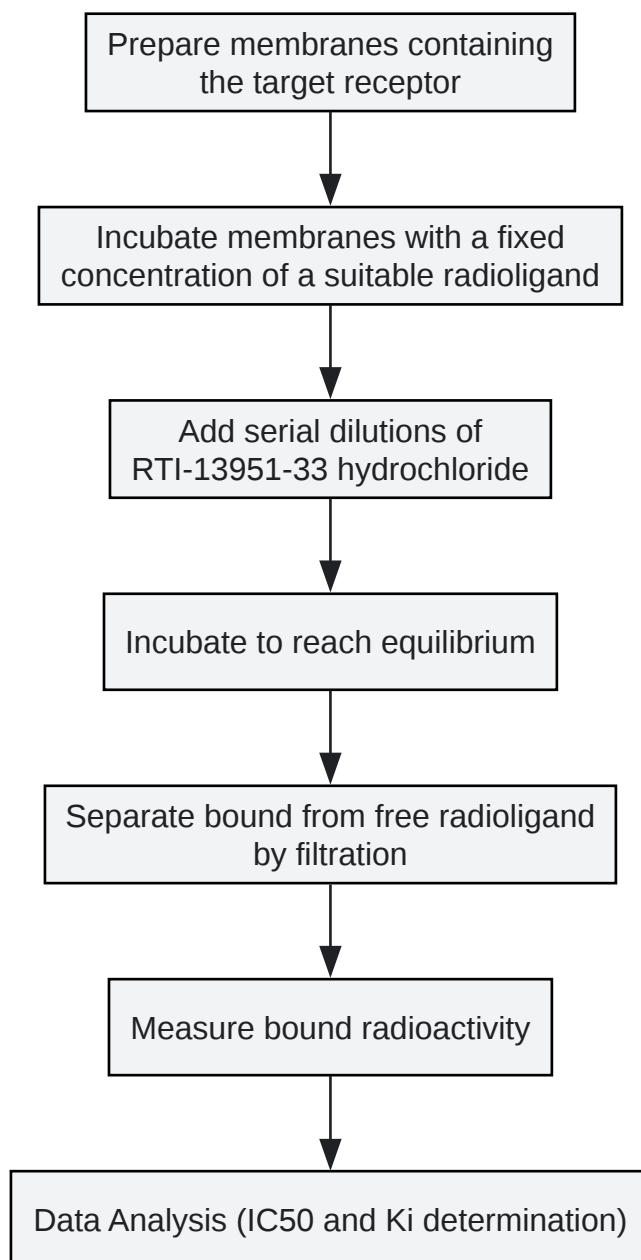 Prepare membranes containing
the target receptor
Incubate membranes with a fixed
concentration of a suitable radioligand
Add serial dilutions of
RTI-13951-33 hydrochloride
Incubate to reach equilibrium
Separate bound from free radioligand
by filtration
Measure bound radioactivity
Data Analysis (IC50 and Ki determination)